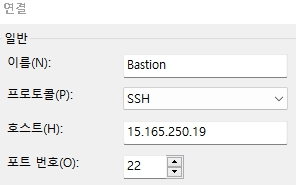 연결
일반
이름(N): Bastion
프로토콜(P): SSH
호스트(H): 15.165.250.19
포트 번호(O): 22